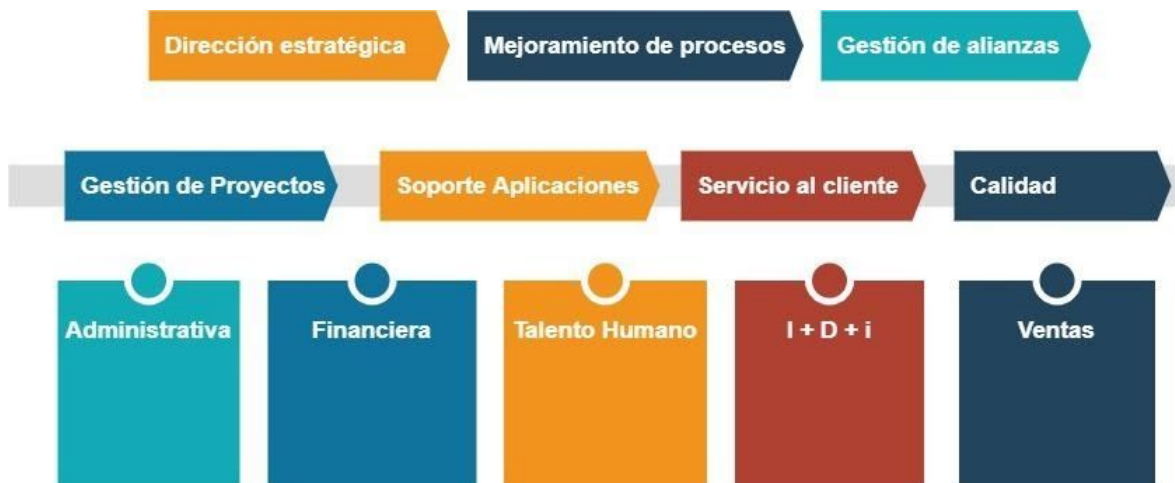 Dirección estratégica
Mejoramiento de procesos
Gestión de alianzas
Gestión de Proyectos
Soporte Aplicaciones
Servicio al cliente
Calidad
Administrativa
Financiera
Talento Humano
I + D + i
Ventas